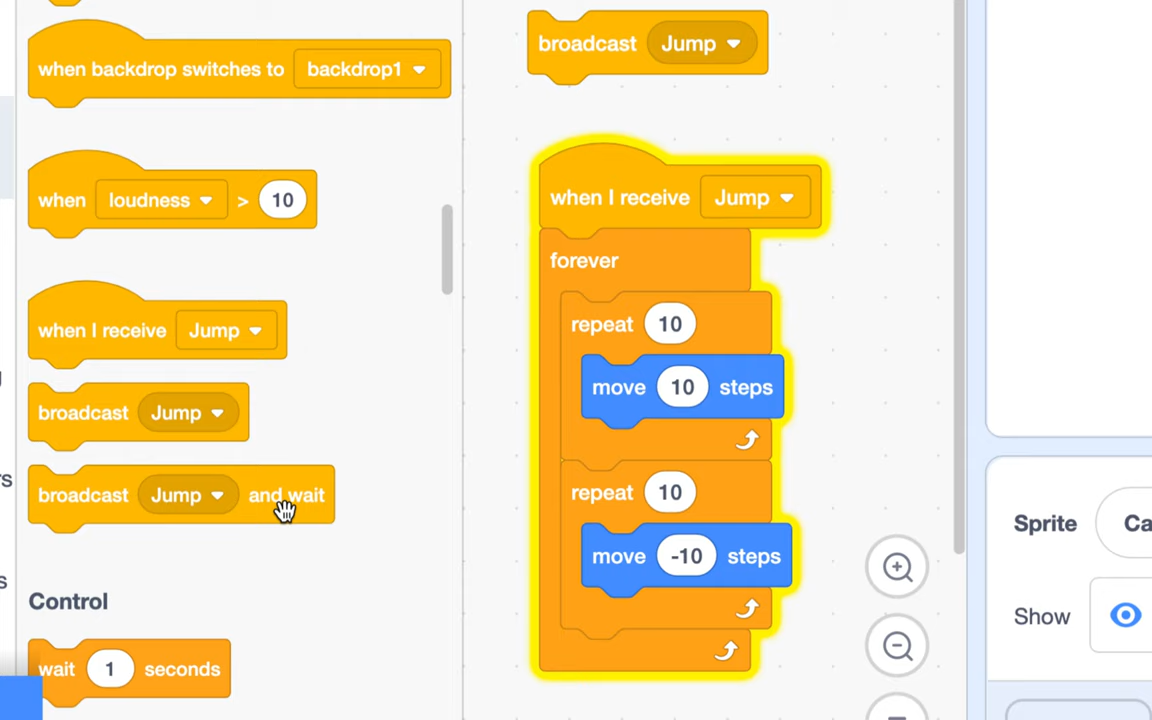 when backdrop switches to backdrop1
when loudness > 10
when I receive Jump
broadcast Jump
broadcast Jump and wait
Control
wait 1 seconds
broadcast Jump
when I receive Jump
forever
repeat 10
move 10 steps
repeat 10
move -10 steps
Sprite Ca
Show